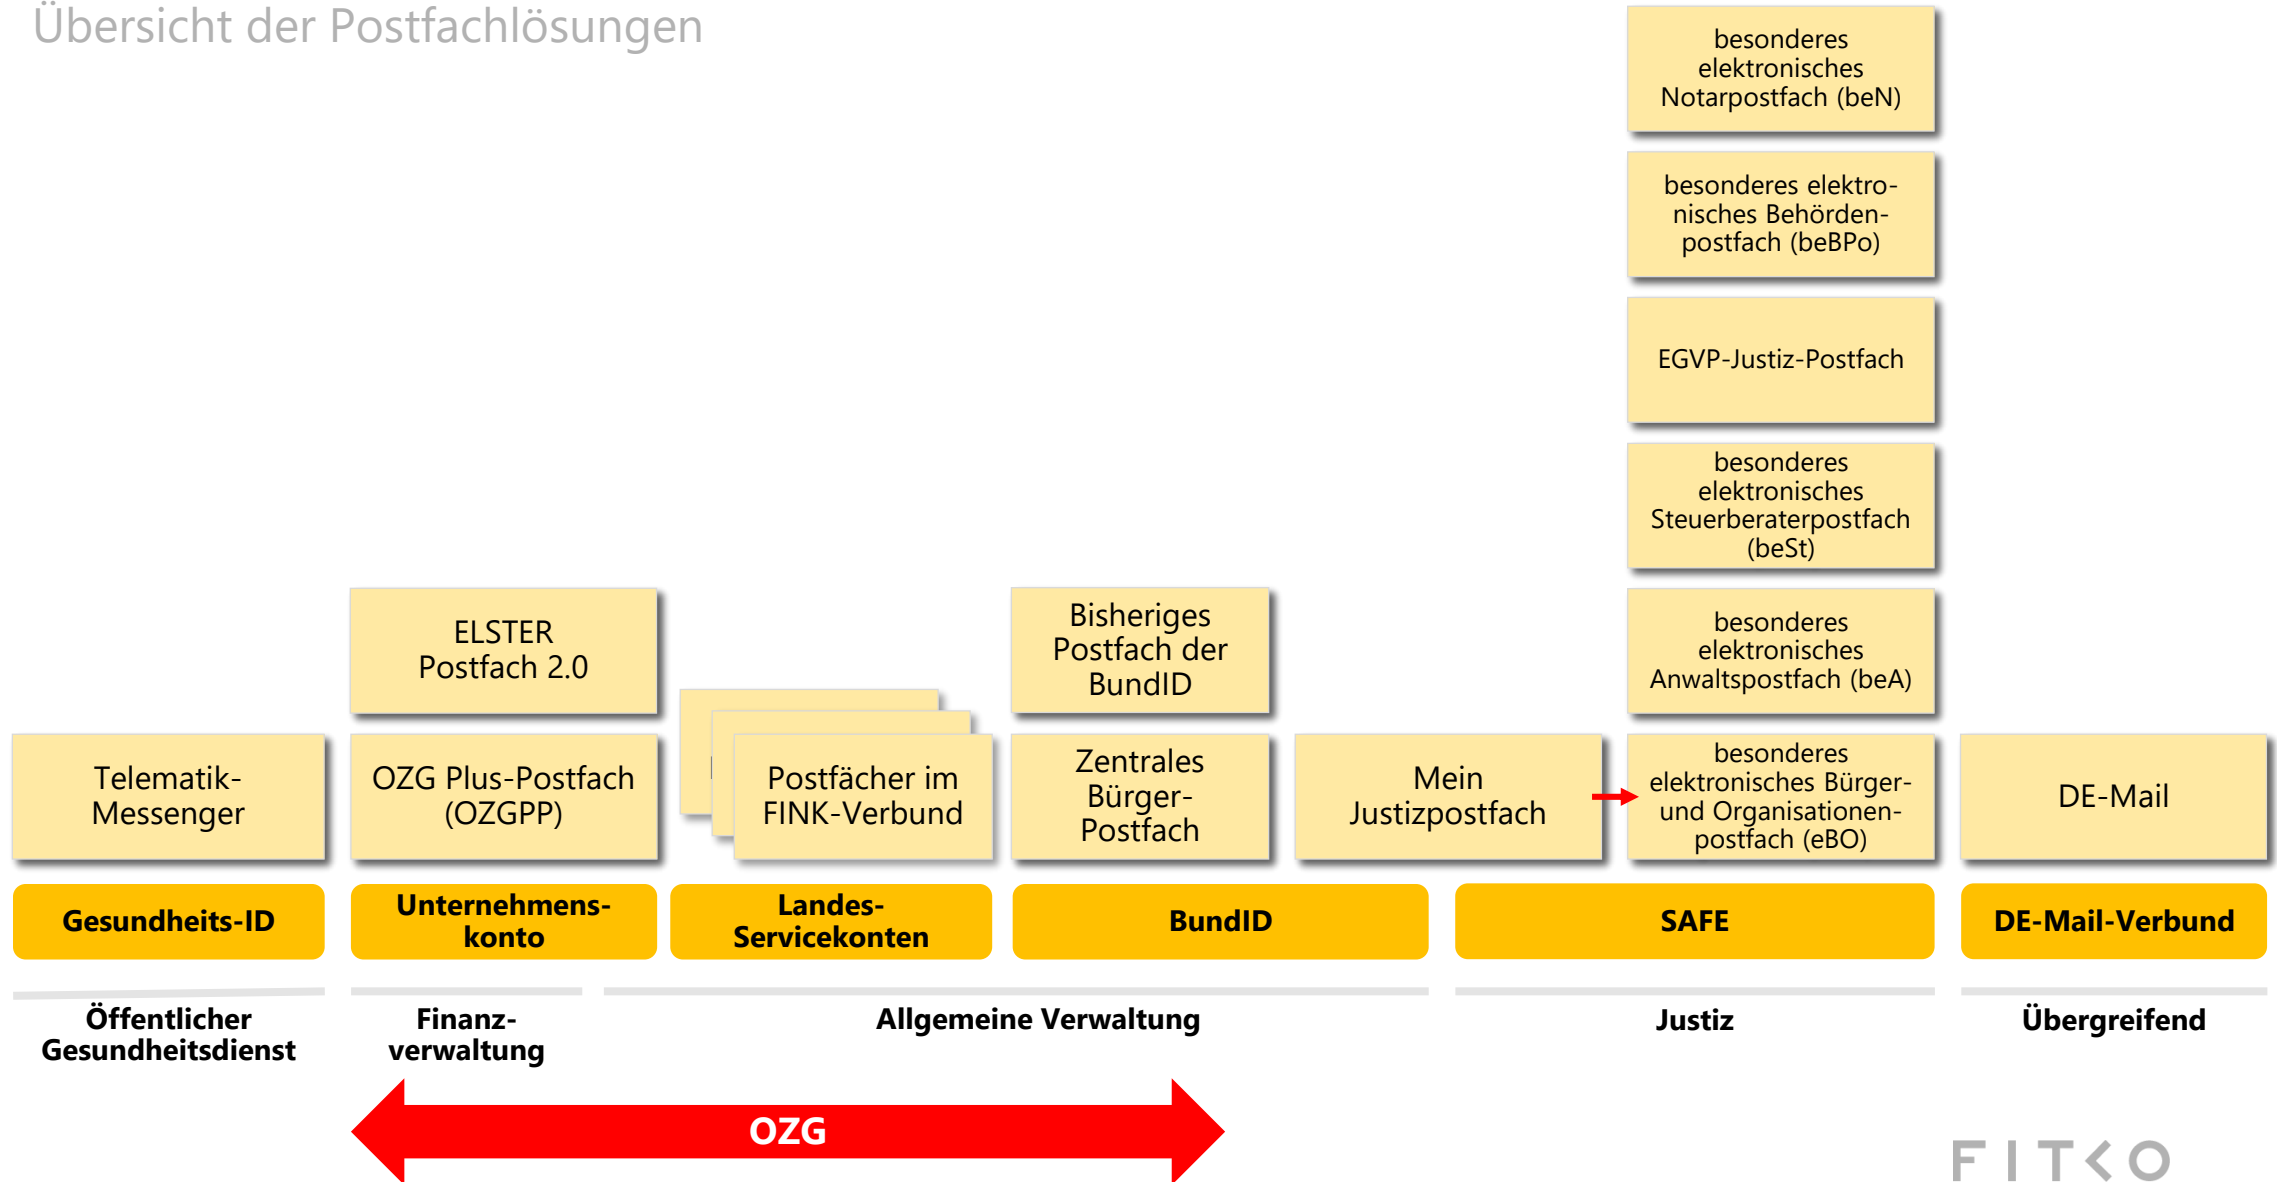 Übersicht der Postfachlösungen
besonderes
elektronisches
Notarpostfach (beN)
besonderes elektro-
nisches Behörden-
postfach (beBPo)
EGVP-Justiz-Postfach
besonderes
elektronisches
Steuerberaterpostfach
(beSt)
besonderes
elektronisches
Anwaltspostfach (beA)
ELSTER
Postfach 2.0
Bisheriges
Postfach der
BundID
Telematik-
Messenger
OZG Plus-Postfach
(OZGPP)
Postfächer im
FINK-Verbund
Zentrales
Bürger-
Postfach
Mein
Justizpostfach
besonderes
elektronisches Bürger-
und Organisationen-
postfach (eBO)
DE-Mail
Gesundheits-ID
Unternehmens-
konto
Landes-
Servicekonten
BundID
SAFE
DE-Mail-Verbund
Öffentlicher
Gesundheitsdienst
Finanz-
verwaltung
Allgemeine Verwaltung
Justiz
Übergreifend
OZG
FITKO